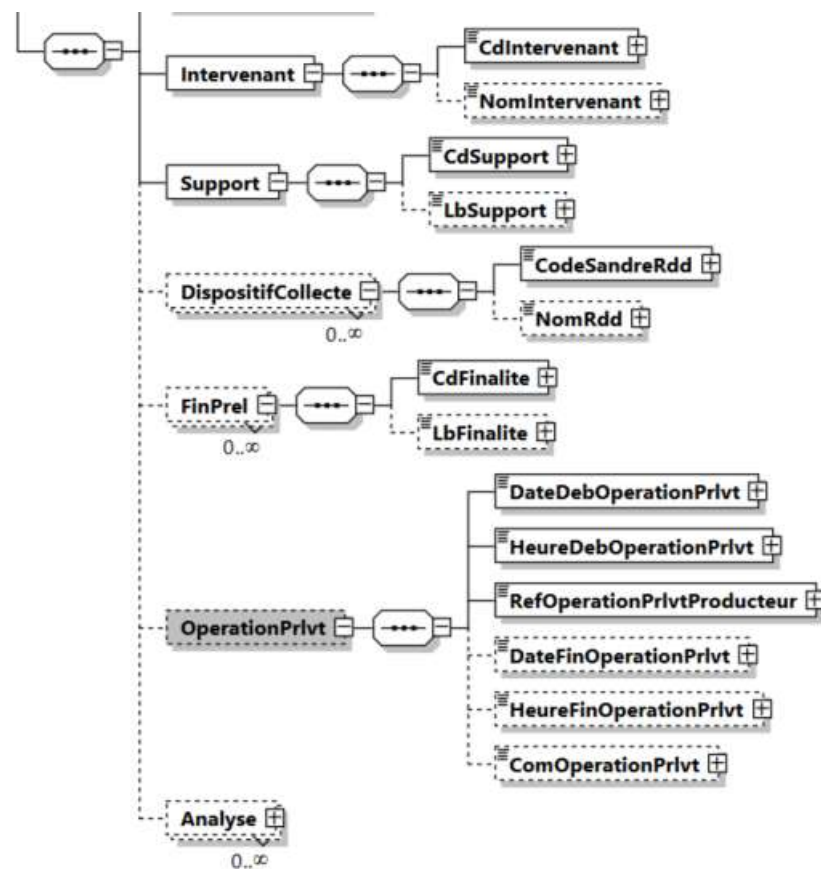 CdIntervenant
Intervenant
NomIntervenant
CdSupport
Support
LbSupport
CodeSandreRdd
DispositifCollecte
0..∞
NomRdd
CdFinalite
FinPrel
0..∞
LbFinalite
DateDebOperationPrlvt
HeureDebOperationPrlvt
RefOperationPrlvtProducteur
OperationPrlvt
DateFinOperationPrlvt
HeureFinOperationPrlvt
ComOperationPrlvt
Analyse
0..∞